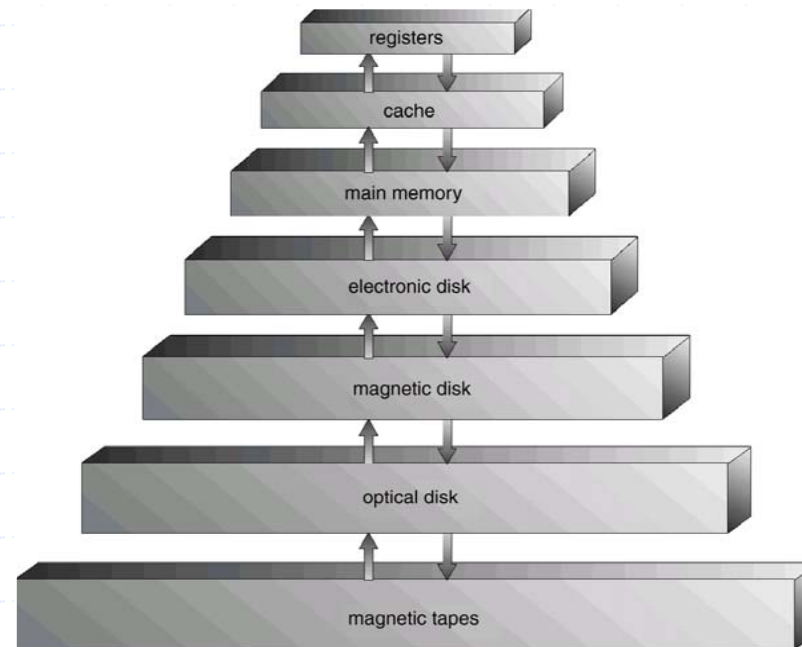 registers
cache
main memory
electronic disk
magnetic disk
optical disk
magnetic tapes